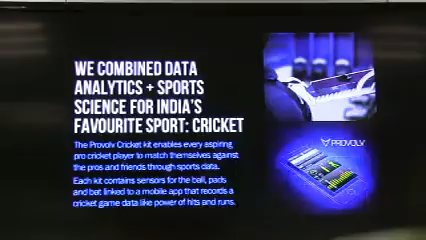 WE COMBINED DATA
ANALYTICS + SPORTS
SCIENCE FOR INDIA'S
FAVOURITE SPORT: CRICKET
The Provolv Cricket kit enables every aspiring
pro cricket player to match themselves against
the pros and friends through sports data.
Each kit contains sensors for the ball, pads
and bat linked to a mobile app that records a
cricket game data like power of hits and runs.
PROVOLV